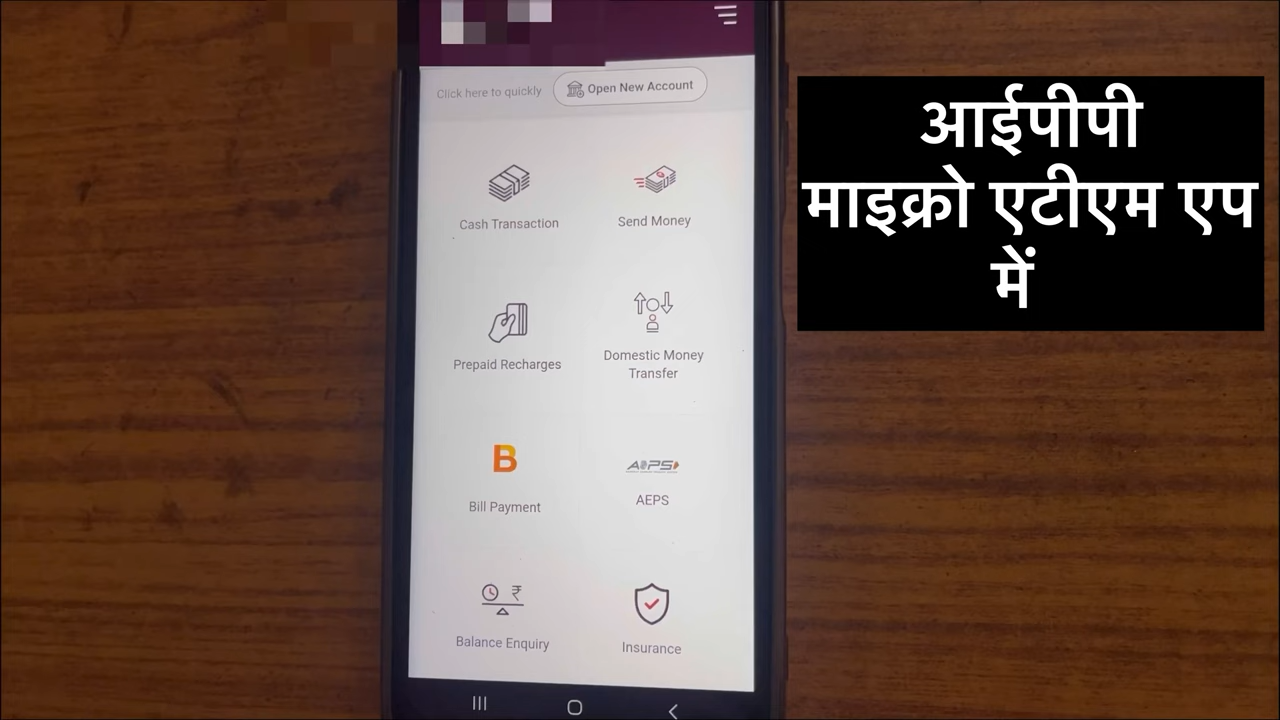 Click here to quickly
Open New Account
Cash Transaction
Send Money
Prepaid Recharges
Domestic Money
Transfer
B
Bill Payment
AEPS
AEPS
₹
Balance Enquiry
Insurance
आईपीपी
माइक्रो एटीएम एप
में